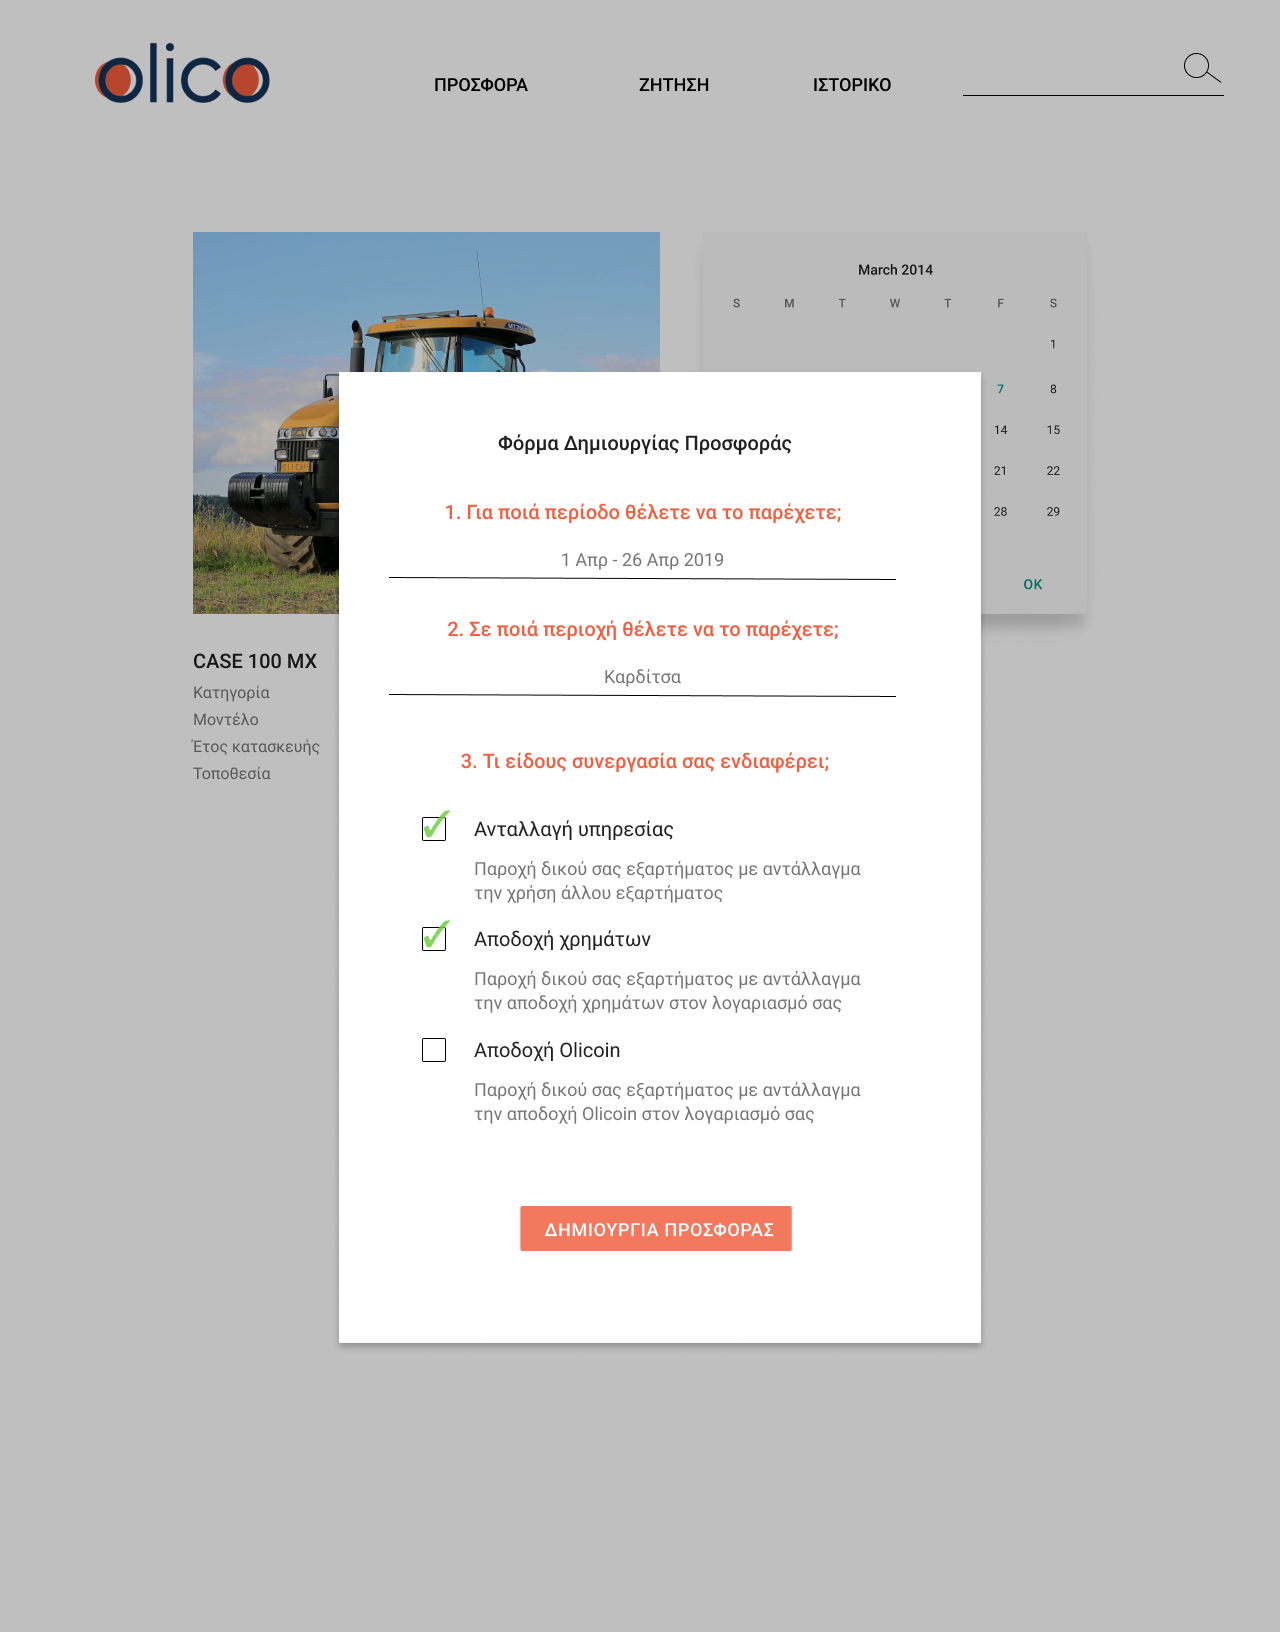 olico
ΠΡΟΣΦΟΡΑ
ΖΗΤΗΣΗ
ΙΣΤΟΡΙΚΟ
March 2014
S M T W T F S
1
7 8
14 15
21 22
28 29
OK
CASE 100 MX
Κατηγορία
Μοντέλο
Έτος κατασκευής
Τοποθεσία
Φόρμα Δημιουργίας Προσφοράς
1. Για ποιά περίοδο θέλετε να το παρέχετε;
1 Απρ - 26 Απρ 2019
2. Σε ποιά περιοχή θέλετε να το παρέχετε;
Καρδίτσα
3. Τι είδους συνεργασία σας ενδιαφέρει;
Ανταλλαγή υπηρεσίας
Παροχή δικού σας εξαρτήματος με αντάλλαγμα
την χρήση άλλου εξαρτήματος
Αποδοχή χρημάτων
Παροχή δικού σας εξαρτήματος με αντάλλαγμα
την αποδοχή χρημάτων στον λογαριασμό σας
Αποδοχή Olicoin
Παροχή δικού σας εξαρτήματος με αντάλλαγμα
την αποδοχή Olicoin στον λογαριασμό σας
ΔΗΜΙΟΥΡΓΙΑ ΠΡΟΣΦΟΡΑΣ